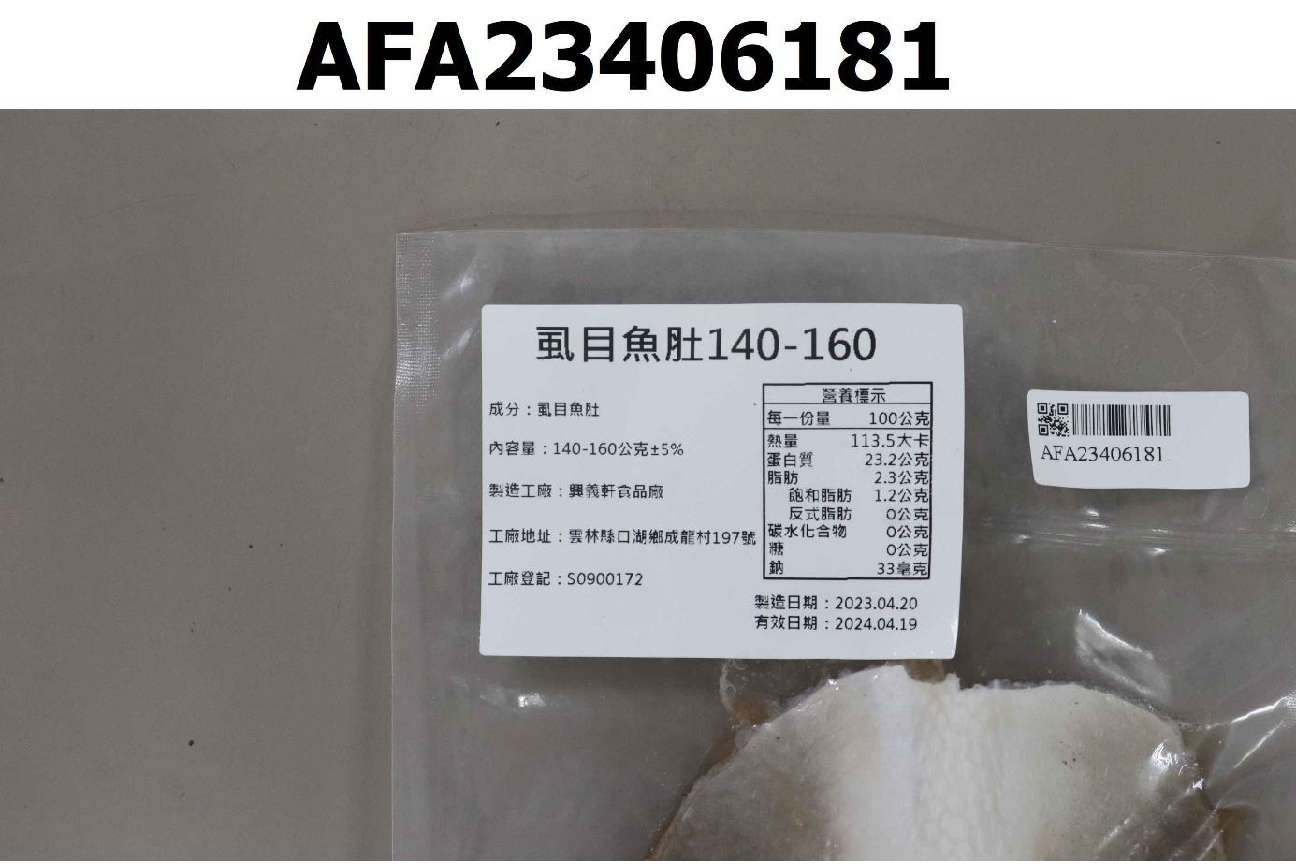 AFA23406181
虱目魚肚140-160
成分：虱目魚肚
內容量：140-160公克±5%
製造工廠：興義軒食品廠
工廠地址：雲林縣口湖鄉成龍村197號
工廠登記：S0900172
營養標示
每一份量 100公克
熱量 113.5大卡
蛋白質 23.2公克
脂肪 2.3公克
飽和脂肪 1.2公克
反式脂肪 0公克
碳水化合物 0公克
糖 0公克
鈉 33毫克
製造日期：2023.04.20
有效日期：2024.04.19
AFA23406181